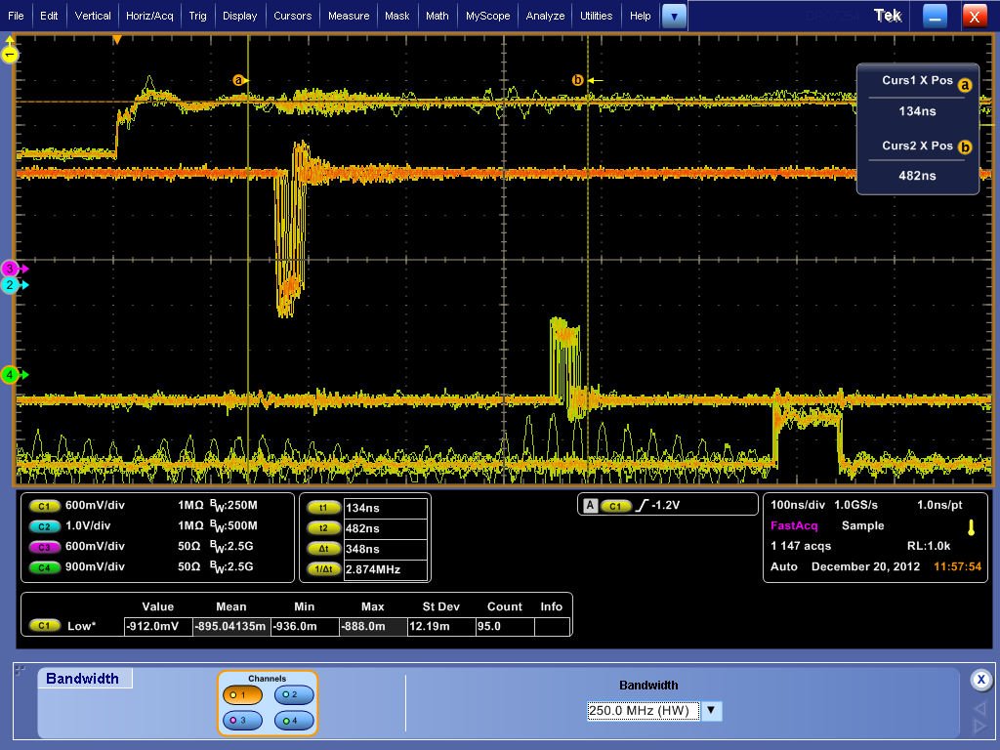 File Edit Vertical Horiz/Acq Trig Display Cursors Measure Mask Math MyScope Analyze Utilities Help ▼ Tek X
1
a b
Curs1 X Pos a
134ns
Curs2 X Pos b
482ns
3
2
4
C1 600mV/div 1MΩ BW:250M
C2 1.0V/div 1MΩ BW:500M
C3 600mV/div 50Ω BW:2.5G
C4 900mV/div 50Ω BW:2.5G
t1 134ns
t2 482ns
Δt 348ns
1/Δt 2.874MHz
A C1 -1.2V
100ns/div 1.0GS/s 1.0ns/pt
FastAcq Sample
1 147 acqs RL:1.0k
Auto December 20, 2012 11:57:54
Value Mean Min Max St Dev Count Info
C1 Low* -912.0mV -895.04135m -936.0m -888.0m 12.19m 95.0
Bandwidth
Channels
1 2
3 4
Bandwidth
250.0 MHz (HW) ▼
X